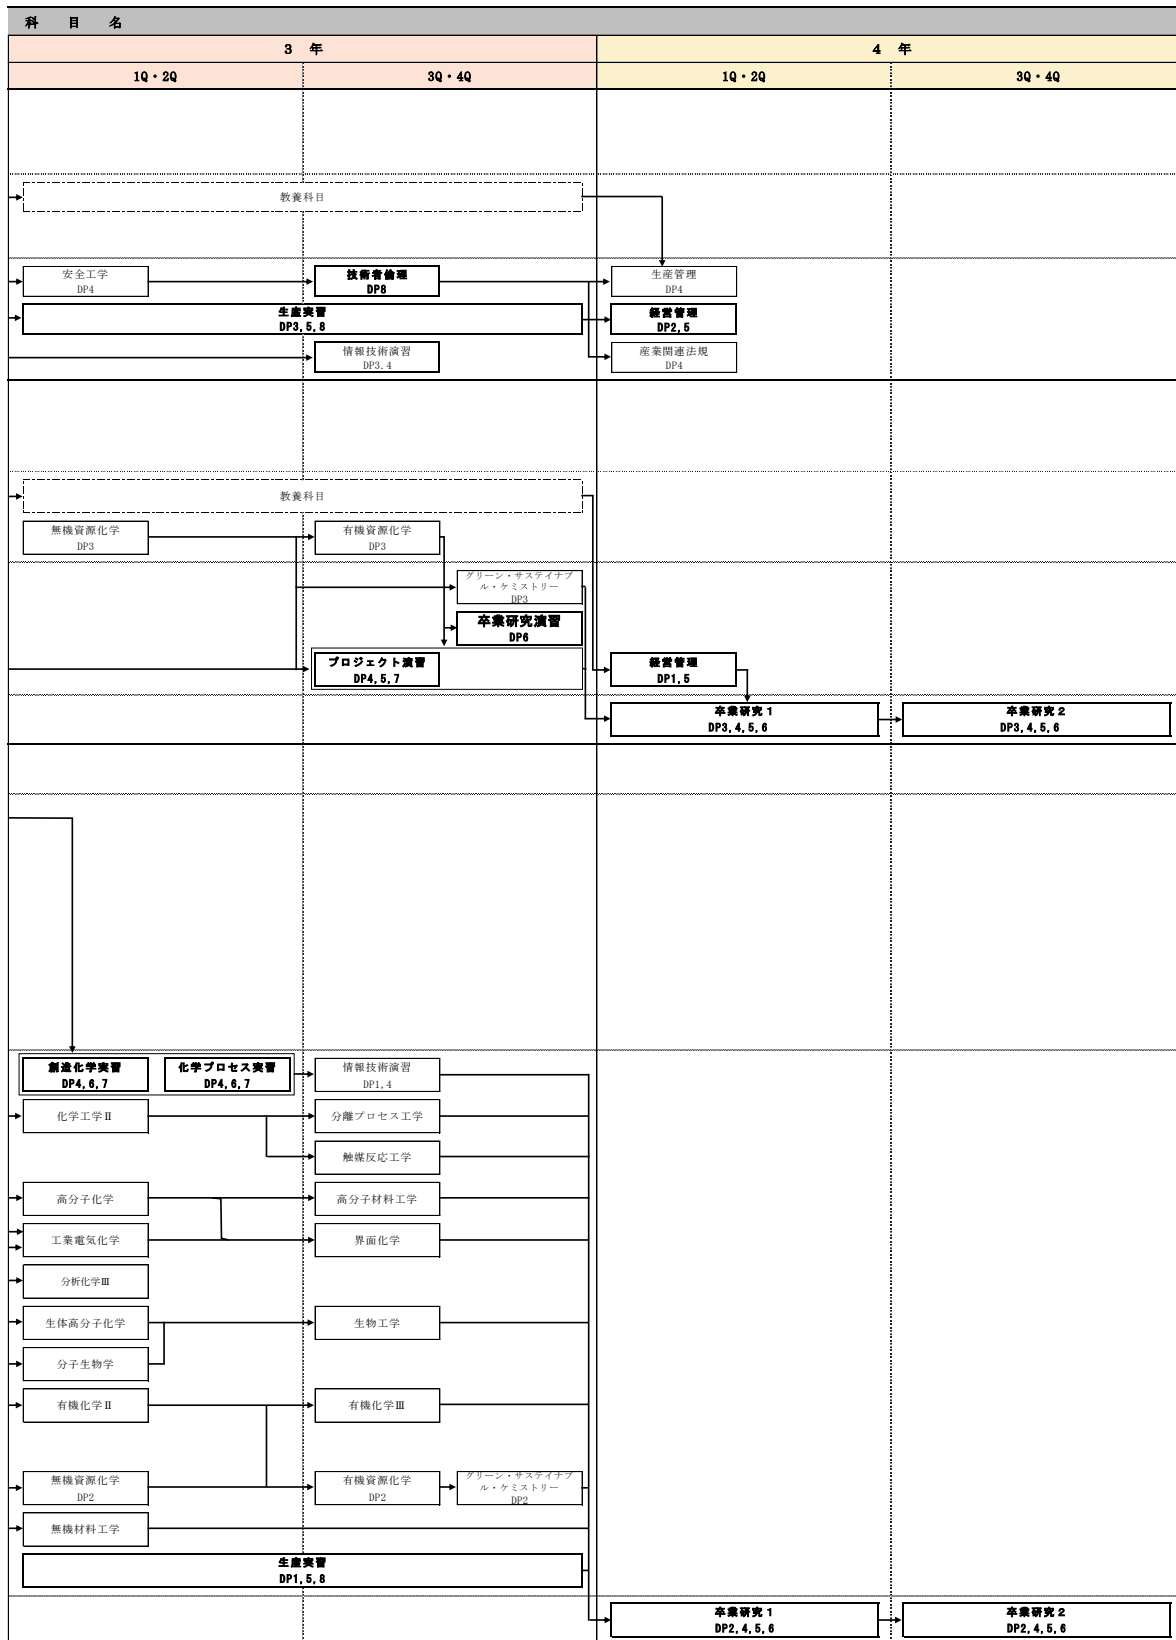 科　目　名
3　年
4　年
1Q・2Q
3Q・4Q
1Q・2Q
3Q・4Q
教養科目
安全工学
DP4
技術者倫理
DP8
生産管理
DP4
生産実習
DP3,5,8
経営管理
DP2,5
情報技術演習
DP3.4
産業関連法規
DP4
教養科目
無機資源化学
DP3
有機資源化学
DP3
グリーン・サステイナブ
ル・ケミストリー
DP3
卒業研究演習
DP6
プロジェクト演習
DP4,5,7
経営管理
DP1,5
卒業研究１
DP3,4,5,6
卒業研究２
DP3,4,5,6
創造化学実習
DP4,6,7
化学プロセス実習
DP4,6,7
情報技術演習
DP1,4
化学工学Ⅱ
分離プロセス工学
触媒反応工学
高分子化学
高分子材料工学
工業電気化学
界面化学
分析化学Ⅲ
生体高分子化学
生物工学
分子生物学
有機化学Ⅱ
有機化学Ⅲ
無機資源化学
DP2
有機資源化学
DP2
グリーン・サステイナブ
ル・ケミストリー
DP2
無機材料工学
生産実習
DP1,5,8
卒業研究１
DP2,4,5,6
卒業研究２
DP2,4,5,6